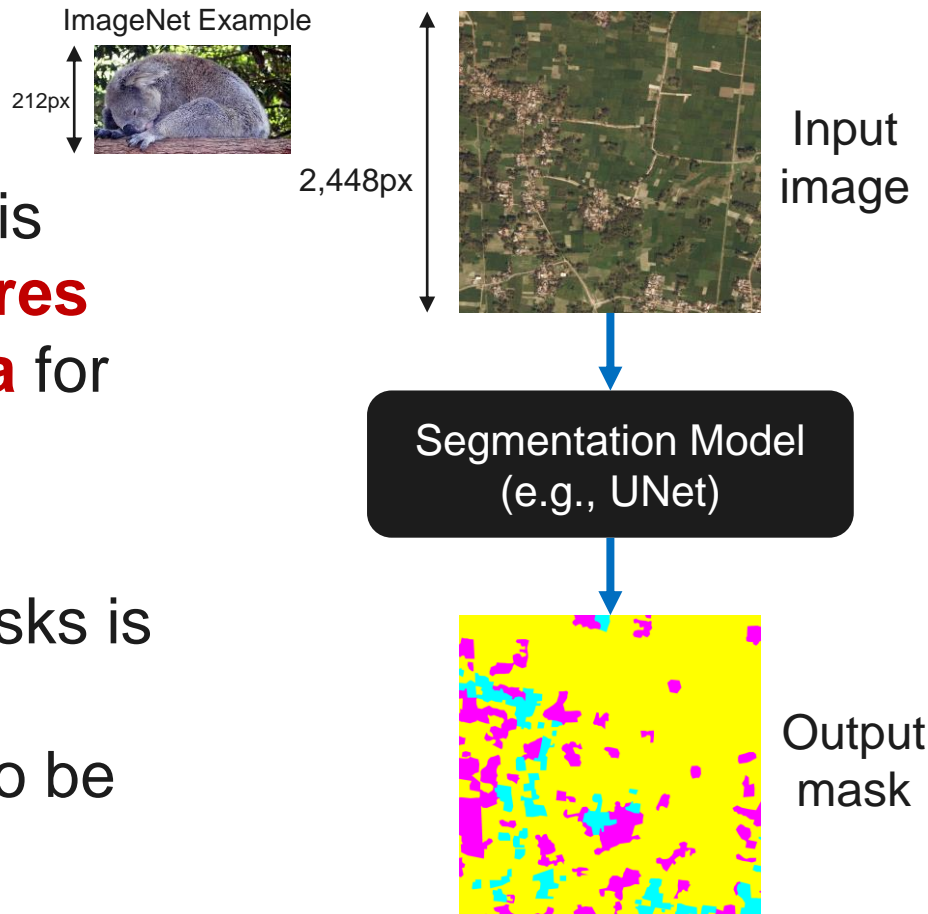 ImageNet Example
212px
2,448px
Input
image
is
res
a for
Segmentation Model
(e.g., UNet)
sks is
o be
Output
mask